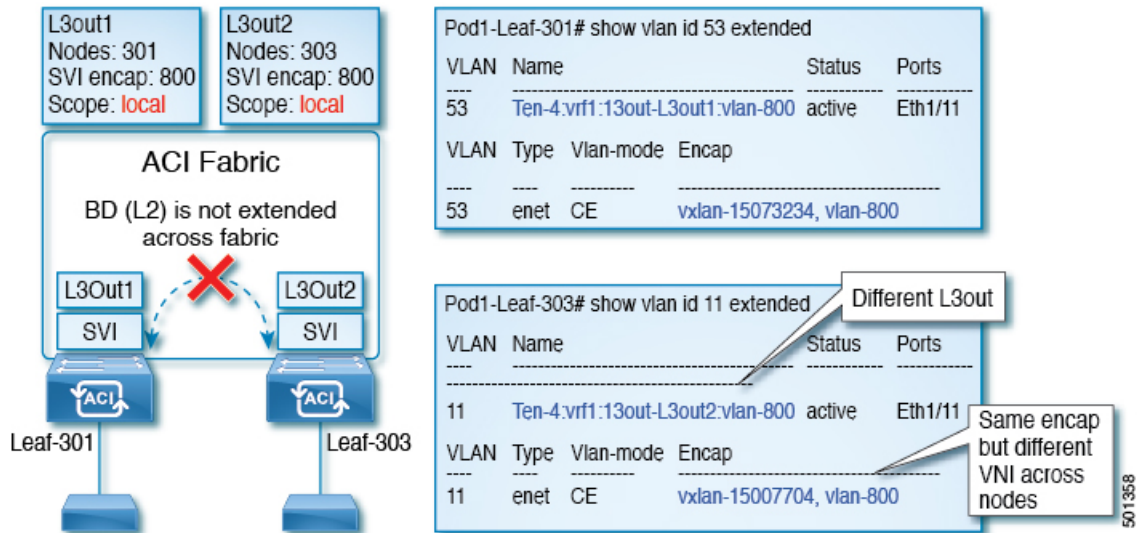 L3out1
Nodes: 301
SVI encap: 800
Scope: local
L3out2
Nodes: 303
SVI encap: 800
Scope: local
ACI Fabric
BD (L2) is not extended
across fabric
L3Out1
SVI
L3Out2
SVI
ACI
ACI
Leaf-301
Leaf-303
Pod1-Leaf-301# show vlan id 53 extended
VLAN Name Status Ports
---- -------------------------------- --------- ---------
53 Ten-4:vrf1:13out-L3out1:vlan-800 active Eth1/11
VLAN Type Vlan-mode Encap
---- ---- ---------- --------------------------------
53 enet CE vxlan-15073234, vlan-800
Different L3out
Pod1-Leaf-303# show vlan id 11 extended
VLAN Name Status Ports
---- -------------------------------- --------- ---------
--------------------------------
11 Ten-4:vrf1:13out-L3out2:vlan-800 active Eth1/11
VLAN Type Vlan-mode Encap
---- ---- ---------- --------------------------------
11 enet CE vxlan-15007704, vlan-800
Same encap
but different
VNI across
nodes
501358